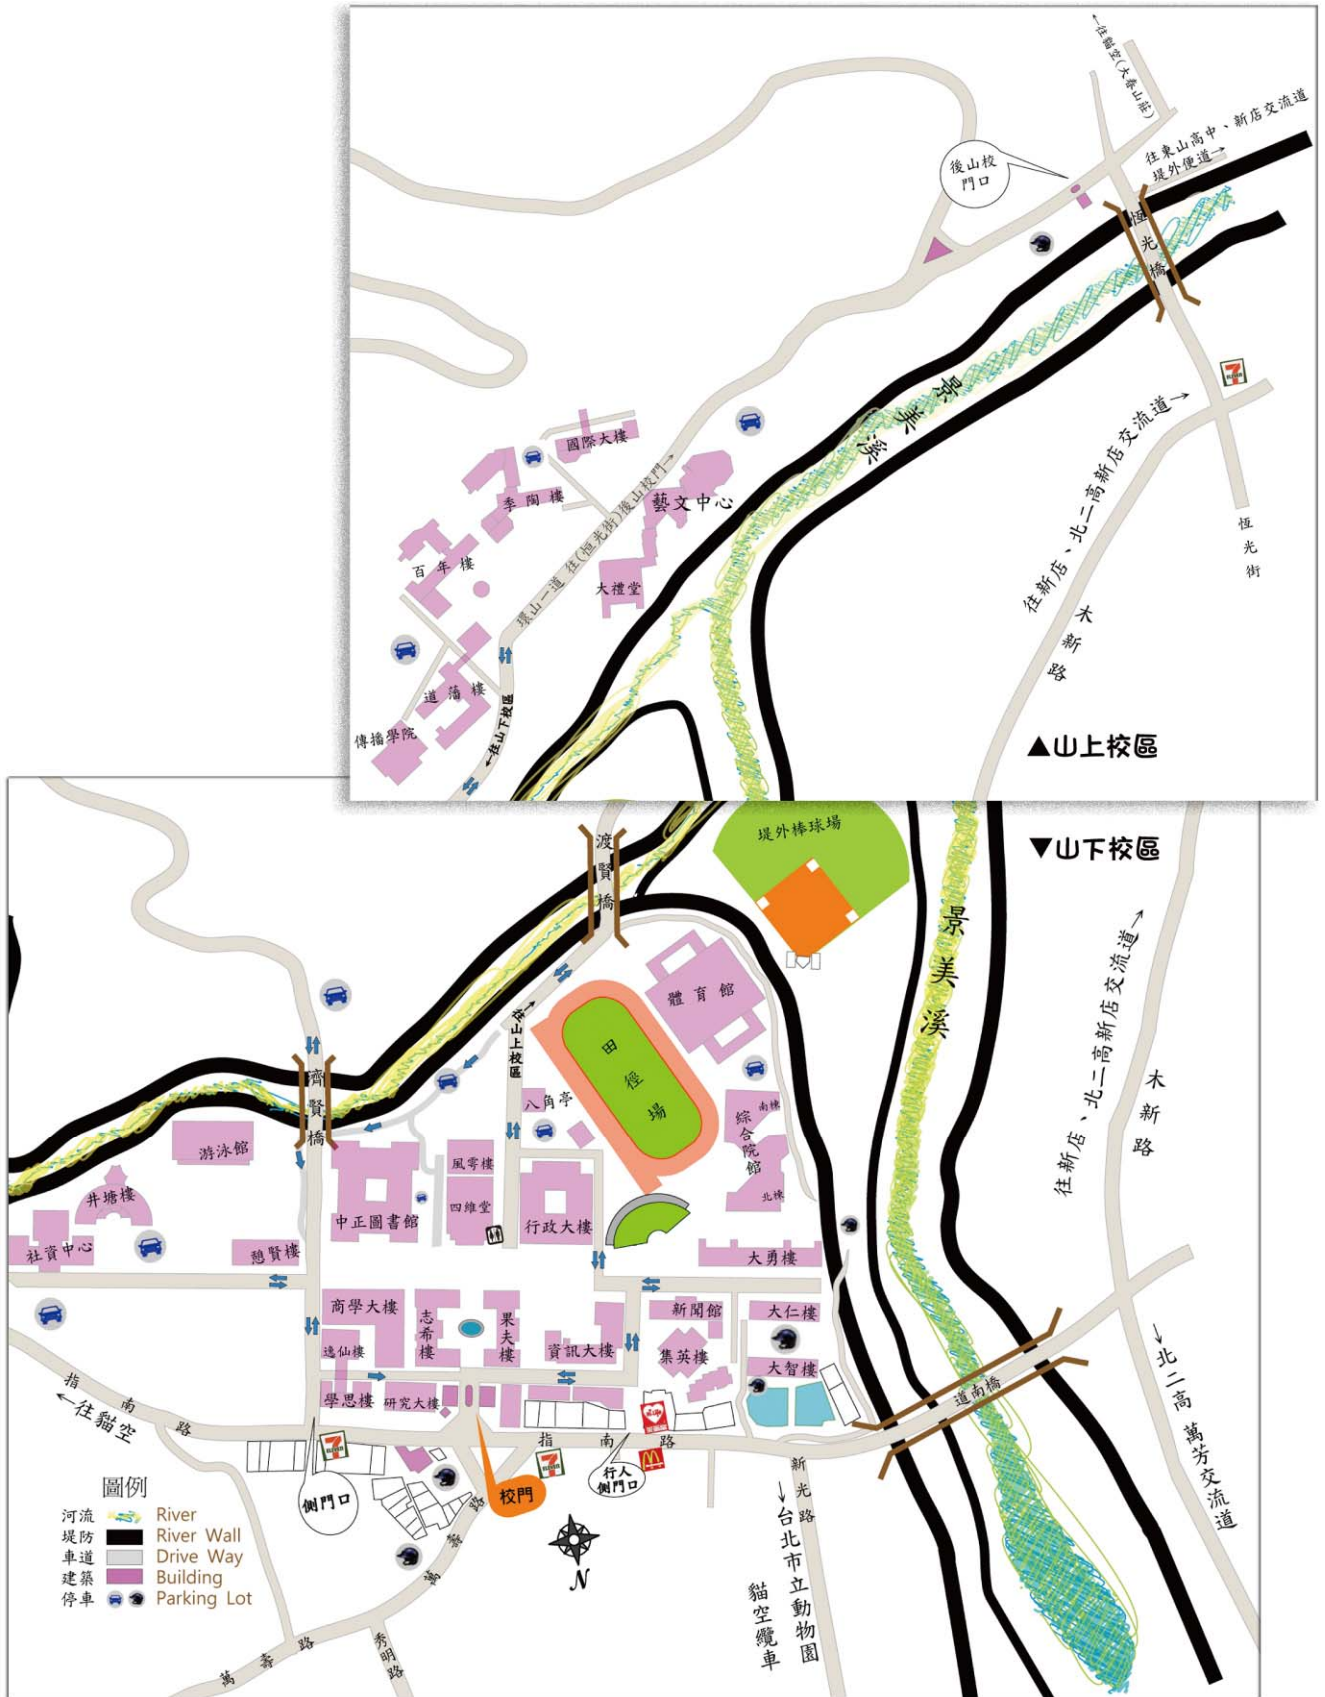 ←往貓空(大春山莊)
往東山高中、新店交流道
堤外便道→
後山校
門口
恆光橋
景美溪
往新店、北二高新店交流道→
恆光街
木新路
國際大樓
季陶樓
藝文中心
百年樓
大禮堂
環山一道 往(恆光街)後山校門→
道藩樓
傳播學院
←往山下校區
▲山上校區
▼山下校區
堤外棒球場
渡賢橋
景美溪
體育館
田徑場
往山上校區→
八角亭
濟賢橋
游泳館
井塘樓
社資中心
憩賢樓
中正圖書館
風雩樓
四維堂
行政大樓
綜合院館
南棟
北棟
大勇樓
往新店、北二高新店交流道→
木新路
商學大樓
逸仙樓
志希樓
果夫樓
資訊大樓
新聞館
集英樓
大仁樓
大智樓
學思樓
研究大樓
道南橋
指南路
←往貓空
指南路
7
ELEVEN
7
ELEVEN
7
ELEVEN
側門口
校門
行人
側門口
新光路
→台北市立動物園
貓空纜車
→北二高 萬芳交流道
萬壽路
萬壽路
秀明路
N
圖例
河流 River
堤防 River Wall
車道 Drive Way
建築 Building
停車 Parking Lot